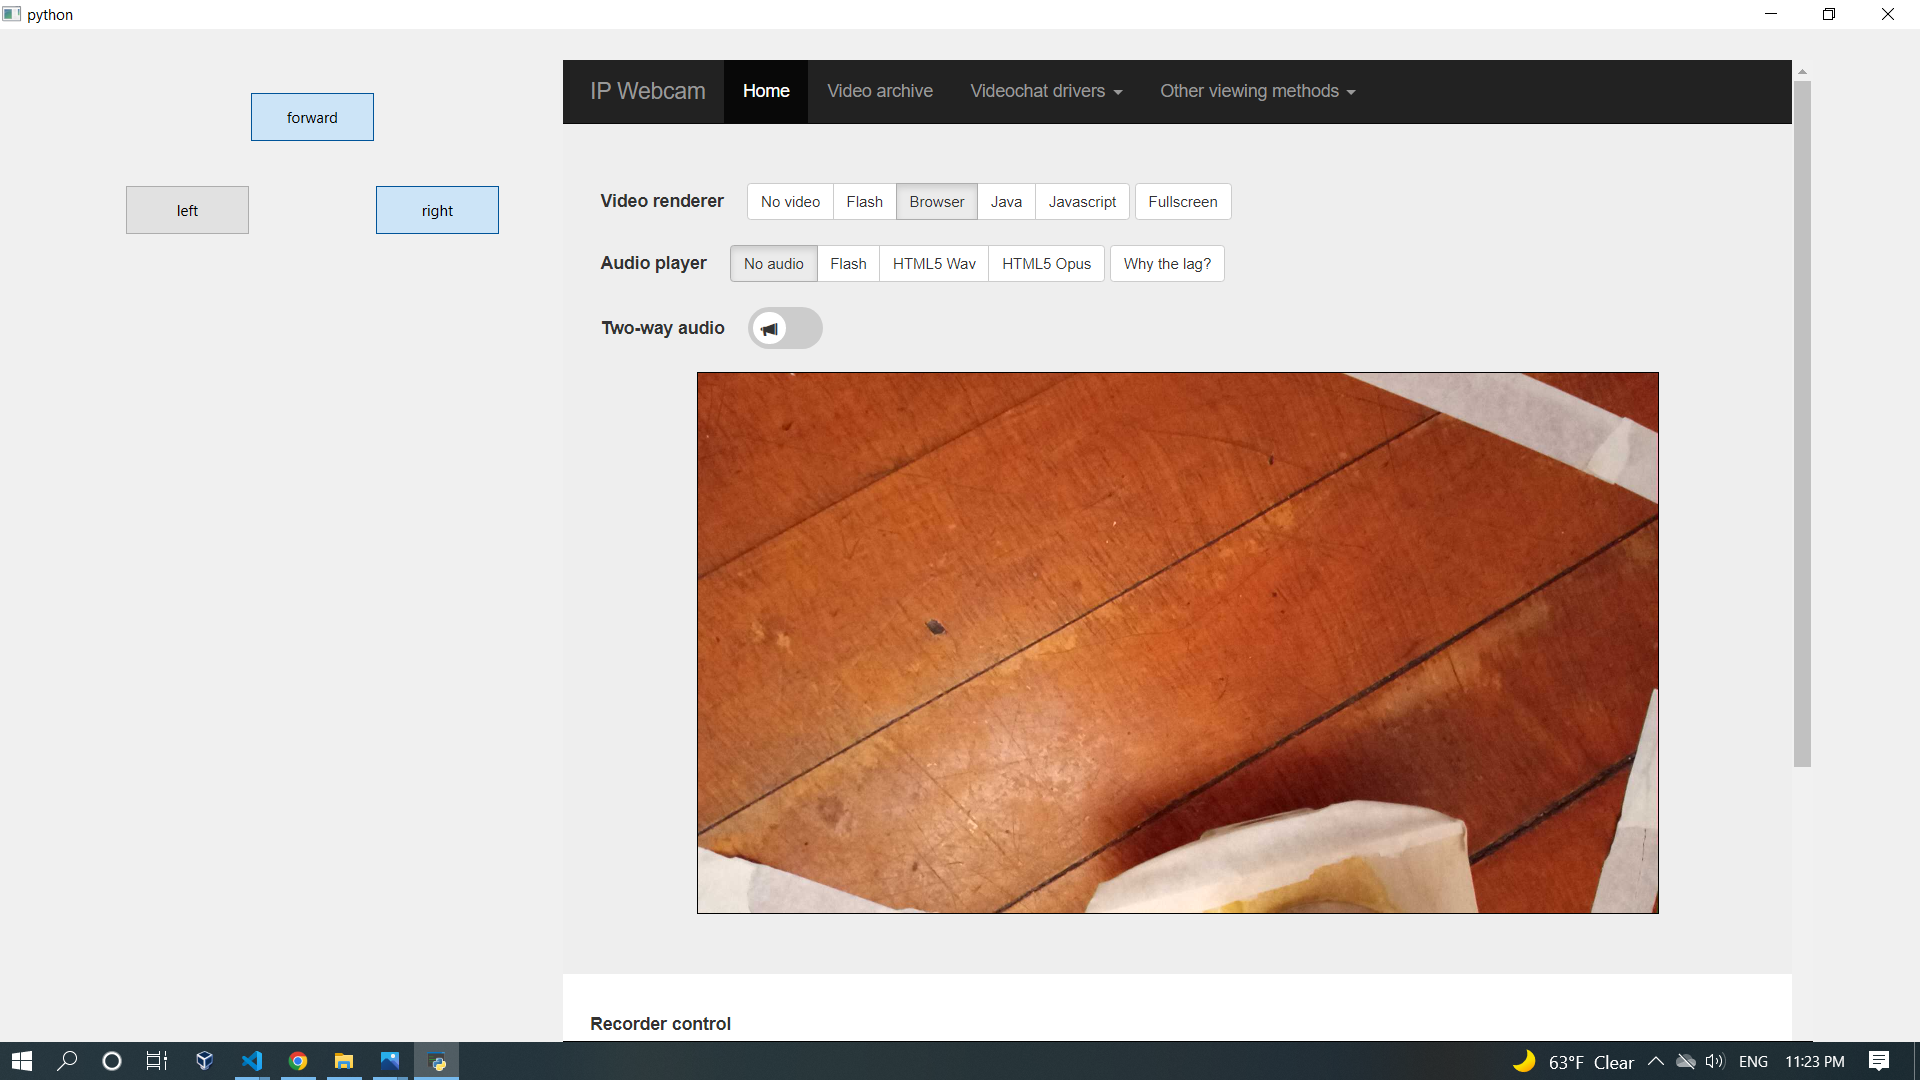 python
forward
left
right
IP Webcam Home Video archive Videochat drivers Other viewing methods
Video renderer No video Flash Browser Java Javascript Fullscreen
Audio player No audio Flash HTML5 Wav HTML5 Opus Why the lag?
Two-way audio
Recorder control
63°F Clear ENG 11:23 PM